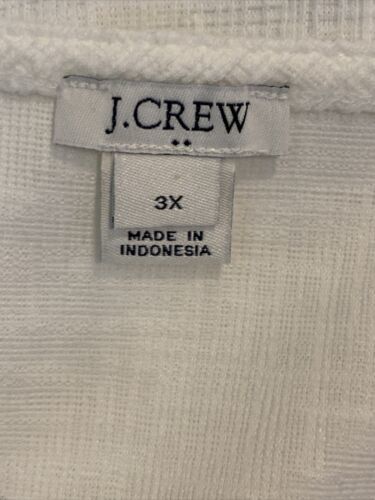 J.CREW
..
3X
MADE IN
INDONESIA